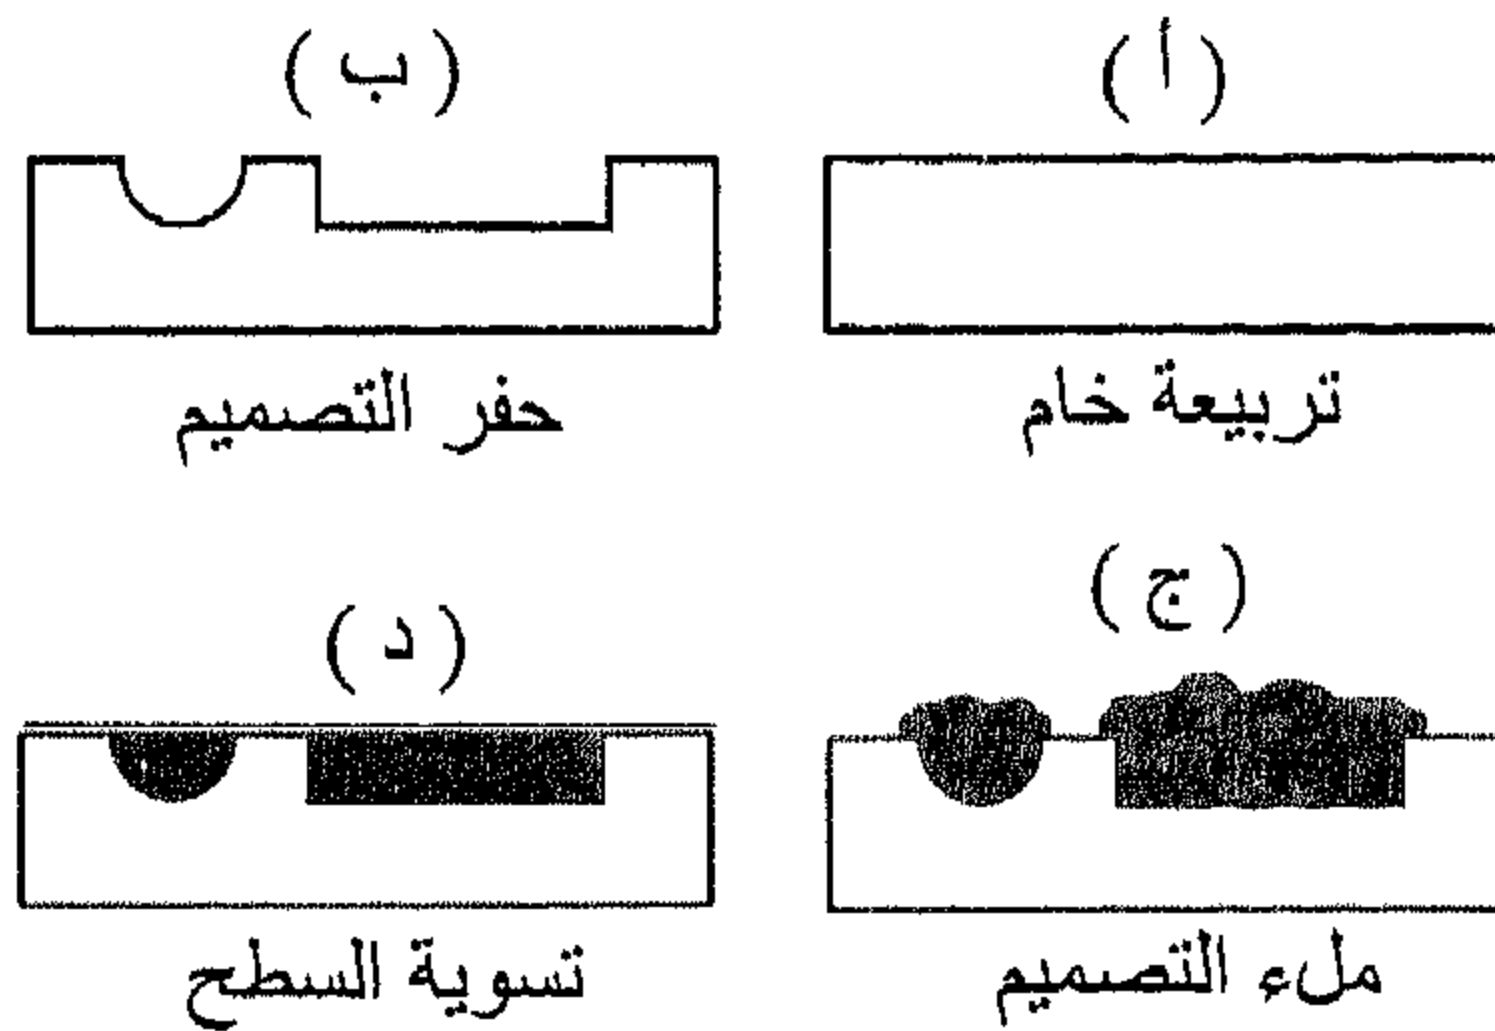 ( أ )
( ب )
تربيعة خام
حفر التصميم
( ج )
( د )
ملء التصميم
تسوية السطح